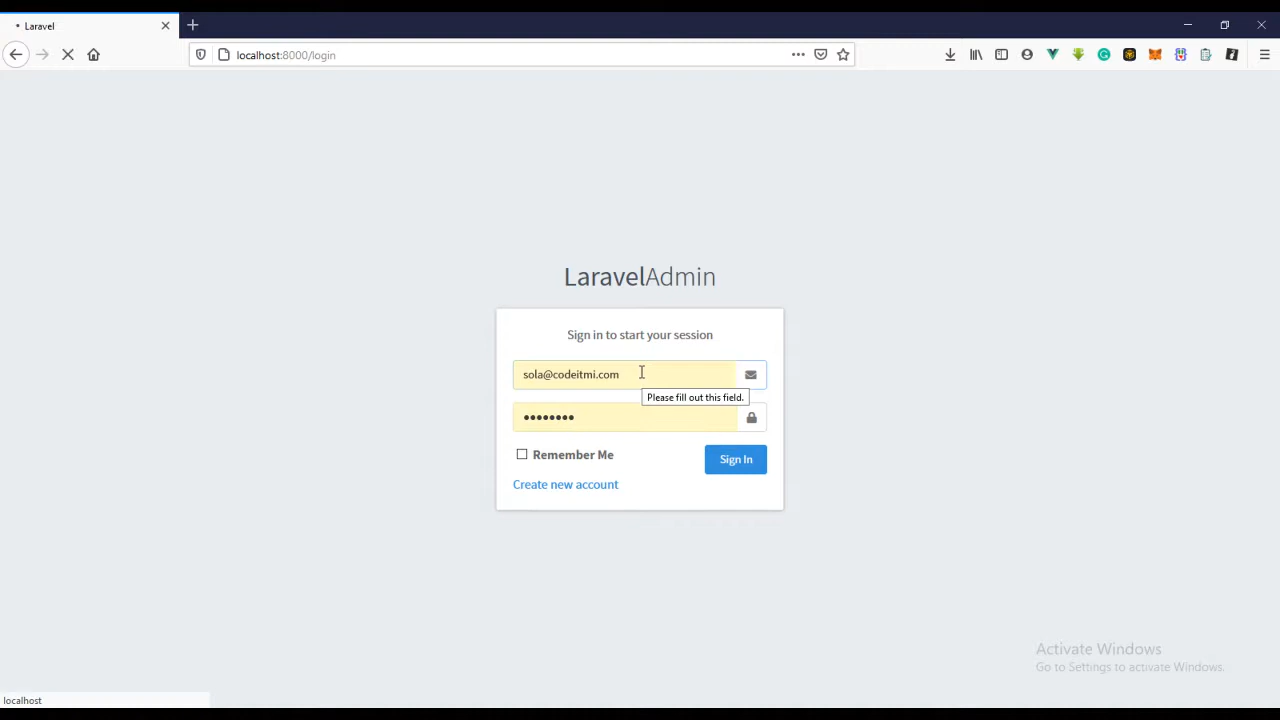 Laravel
localhost:8000/login
LaravelAdmin
Sign in to start your session
sola@codeitmi.com
Please fill out this field.
••••••••
Remember Me
Sign In
Create new account
Activate Windows
Go to Settings to activate Windows.
localhost